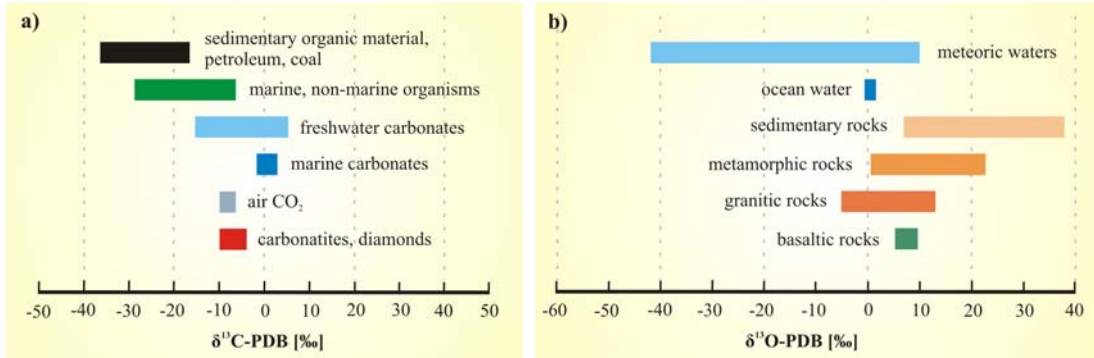 a)
sedimentary organic material,
petroleum, coal
marine, non-marine organisms
freshwater carbonates
marine carbonates
air CO₂
carbonatites, diamonds
-50 -40 -30 -20 -10 0 10 20 30 40 50
δ¹³C-PDB [‰]
b)
meteoric waters
ocean water
sedimentary rocks
metamorphic rocks
granitic rocks
basaltic rocks
-60 -50 -40 -30 -20 -10 0 10 20 30 40
δ¹³O-PDB [‰]